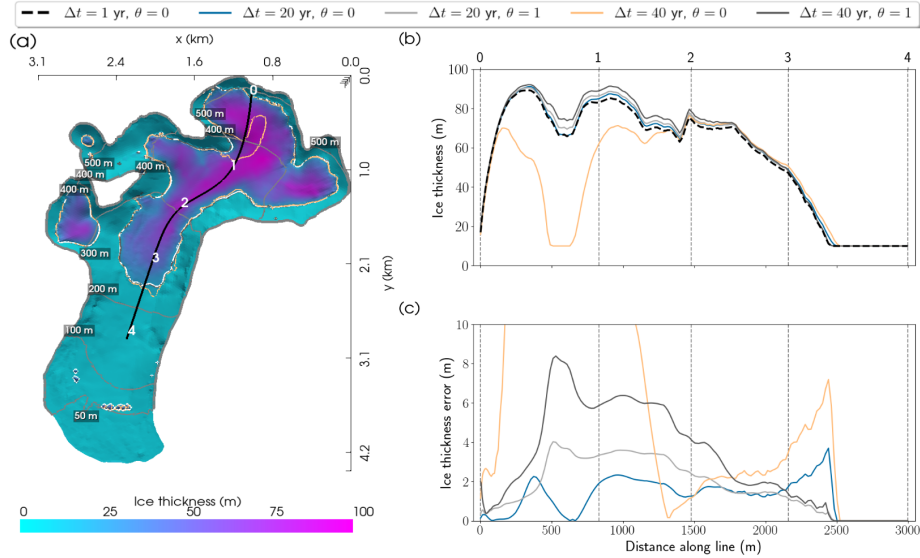 Δt = 1 yr, θ = 0 Δt = 20 yr, θ = 0 Δt = 20 yr, θ = 1 Δt = 40 yr, θ = 0 Δt = 40 yr, θ = 1
(a)
x (km)
3.1 2.4 1.6 0.8 0.0
0.0
1.0
2.1
3.1
4.2
y (km)
0
1
2
3
4
500 m
400 m
500 m
400 m
500 m
400 m
400 m
300 m
200 m
100 m
50 m
Ice thickness (m)
0 25 50 75 100
(b)
0 1 2 3 4
100
80
60
40
20
0
Ice thickness (m)
(c)
10
8
6
4
2
0
Ice thickness error (m)
0 500 1000 1500 2000 2500 3000
Distance along line (m)